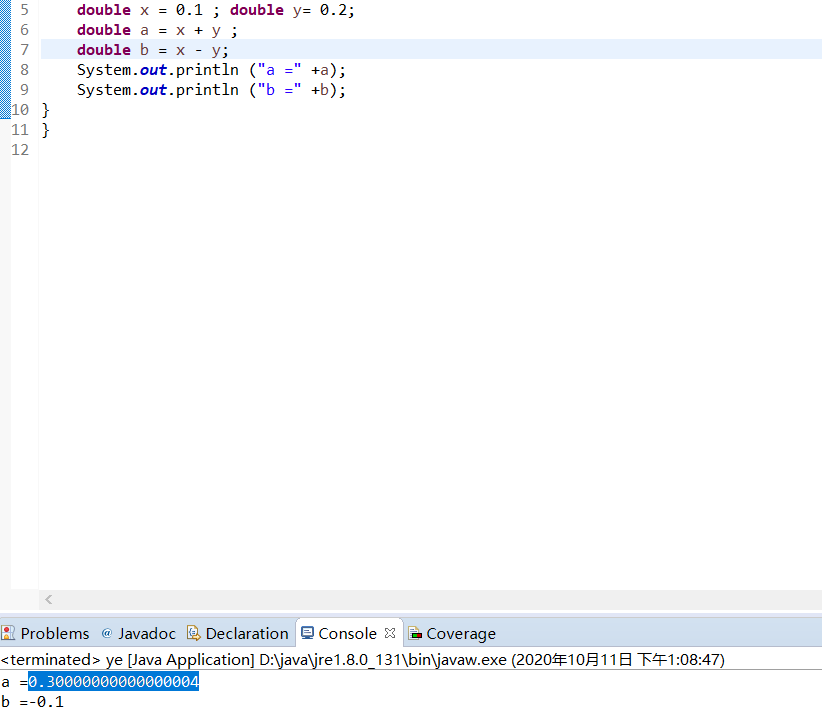 5 double x = 0.1 ; double y= 0.2;
6 double a = x + y ;
7 double b = x - y;
8 System.out.println ("a =" +a);
9 System.out.println ("b =" +b);
10 }
11 }
12
Problems @ Javadoc Declaration Console Coverage
<terminated> ye [Java Application] D:\java\jre1.8.0_131\bin\javaw.exe (2020年10月11日 下午1:08:47)
a =0.30000000000000004
b =-0.1